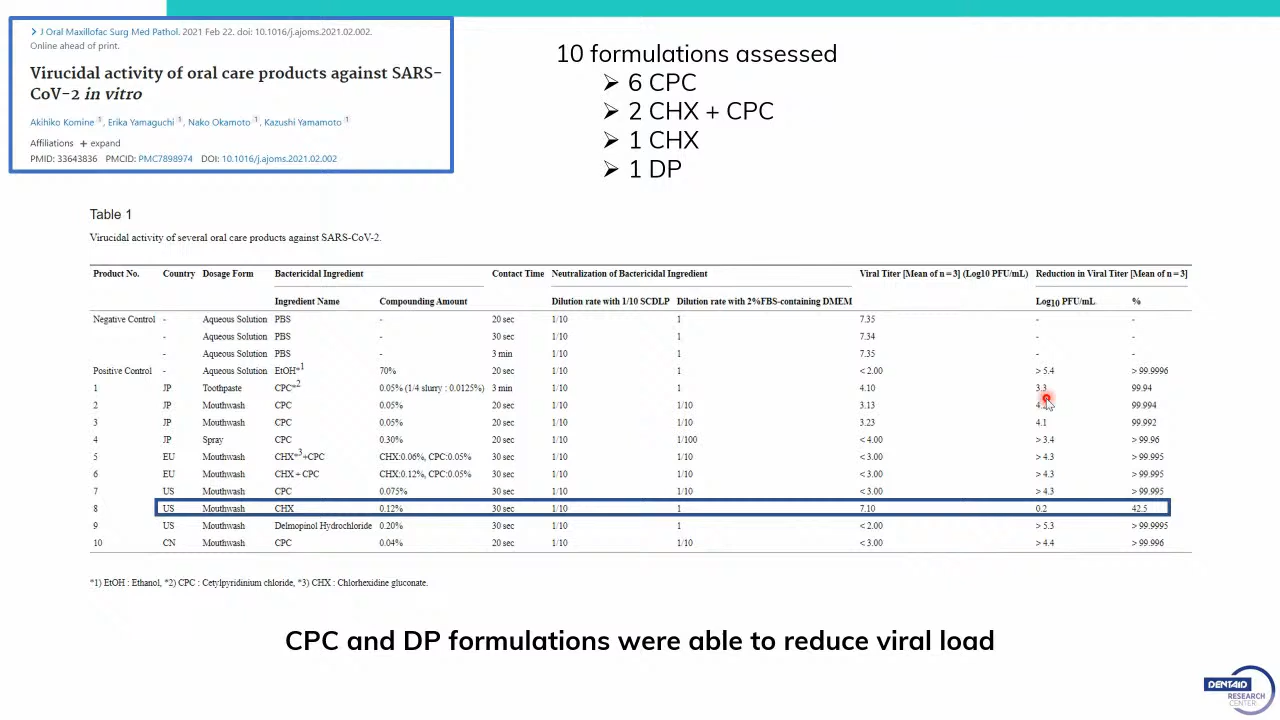 J Oral Maxillofac Surg Med Pathol. 2021 Feb 22. doi: 10.1016/j.ajoms.2021.02.002.
Online ahead of print.
Virucidal activity of oral care products against SARS-
CoV-2 in vitro
Akihiko Komine 1, Erika Yamaguchi 1, Nako Okamoto 1, Kazushi Yamamoto 1
Affiliations + expand
PMID: 33643836 PMCID: PMC7898974 DOI: 10.1016/j.ajoms.2021.02.002
10 formulations assessed
➢ 6 CPC
➢ 2 CHX + CPC
➢ 1 CHX
➢ 1 DP
Table 1
Virucidal activity of several oral care products against SARS-CoV-2.
Product No. Country Dosage Form Bactericidal Ingredient Contact Time Neutralization of Bactericidal Ingredient Viral Titer [Mean of n = 3] (Log10 PFU/mL) Reduction in Viral Titer [Mean of n = 3]
Ingredient Name Compounding Amount Dilution rate with 1/10 SCDLP Dilution rate with 2%FBS-containing DMEM Log10 PFU/mL %
Negative Control - Aqueous Solution PBS - 20 sec 1/10 1 7.35 - -
- Aqueous Solution PBS - 30 sec 1/10 1 7.34 - -
- Aqueous Solution PBS - 3 min 1/10 1 7.35 - -
Positive Control - Aqueous Solution EtOH*1 70% 20 sec 1/10 1 < 2.00 > 5.4 > 99.9996
1 JP Toothpaste CPC*2 0.05% (1/4 slurry : 0.0125%) 3 min 1/10 1 4.10 3.3 99.94
2 JP Mouthwash CPC 0.05% 20 sec 1/10 1/10 3.13 99.994
3 JP Mouthwash CPC 0.05% 20 sec 1/10 1/10 3.23 4.1 99.992
4 JP Spray CPC 0.30% 20 sec 1/10 1/100 < 4.00 > 3.4 > 99.96
5 EU Mouthwash CHX*3+CPC CHX:0.06%, CPC:0.05% 30 sec 1/10 1/10 < 3.00 > 4.3 > 99.995
6 EU Mouthwash CHX + CPC CHX:0.12%, CPC:0.05% 30 sec 1/10 1/10 < 3.00 > 4.3 > 99.995
7 US Mouthwash CPC 0.075% 30 sec 1/10 1/10 < 3.00 > 4.3 > 99.995
8 US Mouthwash CHX 0.12% 30 sec 1/10 1 7.10 0.2 42.5
9 US Mouthwash Delmopinol Hydrochloride 0.20% 30 sec 1/10 1 < 2.00 > 5.3 > 99.9995
10 CN Mouthwash CPC 0.04% 20 sec 1/10 1/10 < 3.00 > 4.4 > 99.996
*1) EtOH : Ethanol, *2) CPC : Cetylpyridinium chloride, *3) CHX : Chlorhexidine gluconate.
CPC and DP formulations were able to reduce viral load
DENTAID
RESEARCH
CENTER